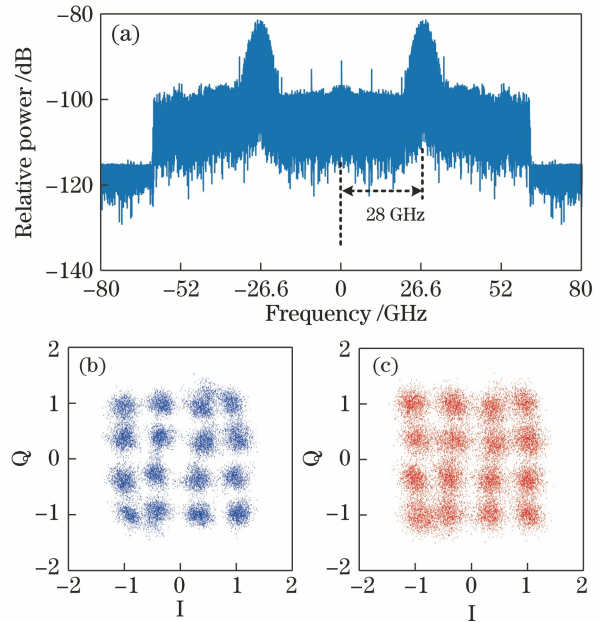 (a)
Relative power /dB
−80
−100
−120
−140
28 GHz
−80 −52 −26.6 0 26.6 52 80
Frequency /GHz
(b)
Q
2
1
0
−1
−2
−2 −1 0 1 2
I
(c)
Q
2
1
0
−1
−2
−2 −1 0 1 2
I